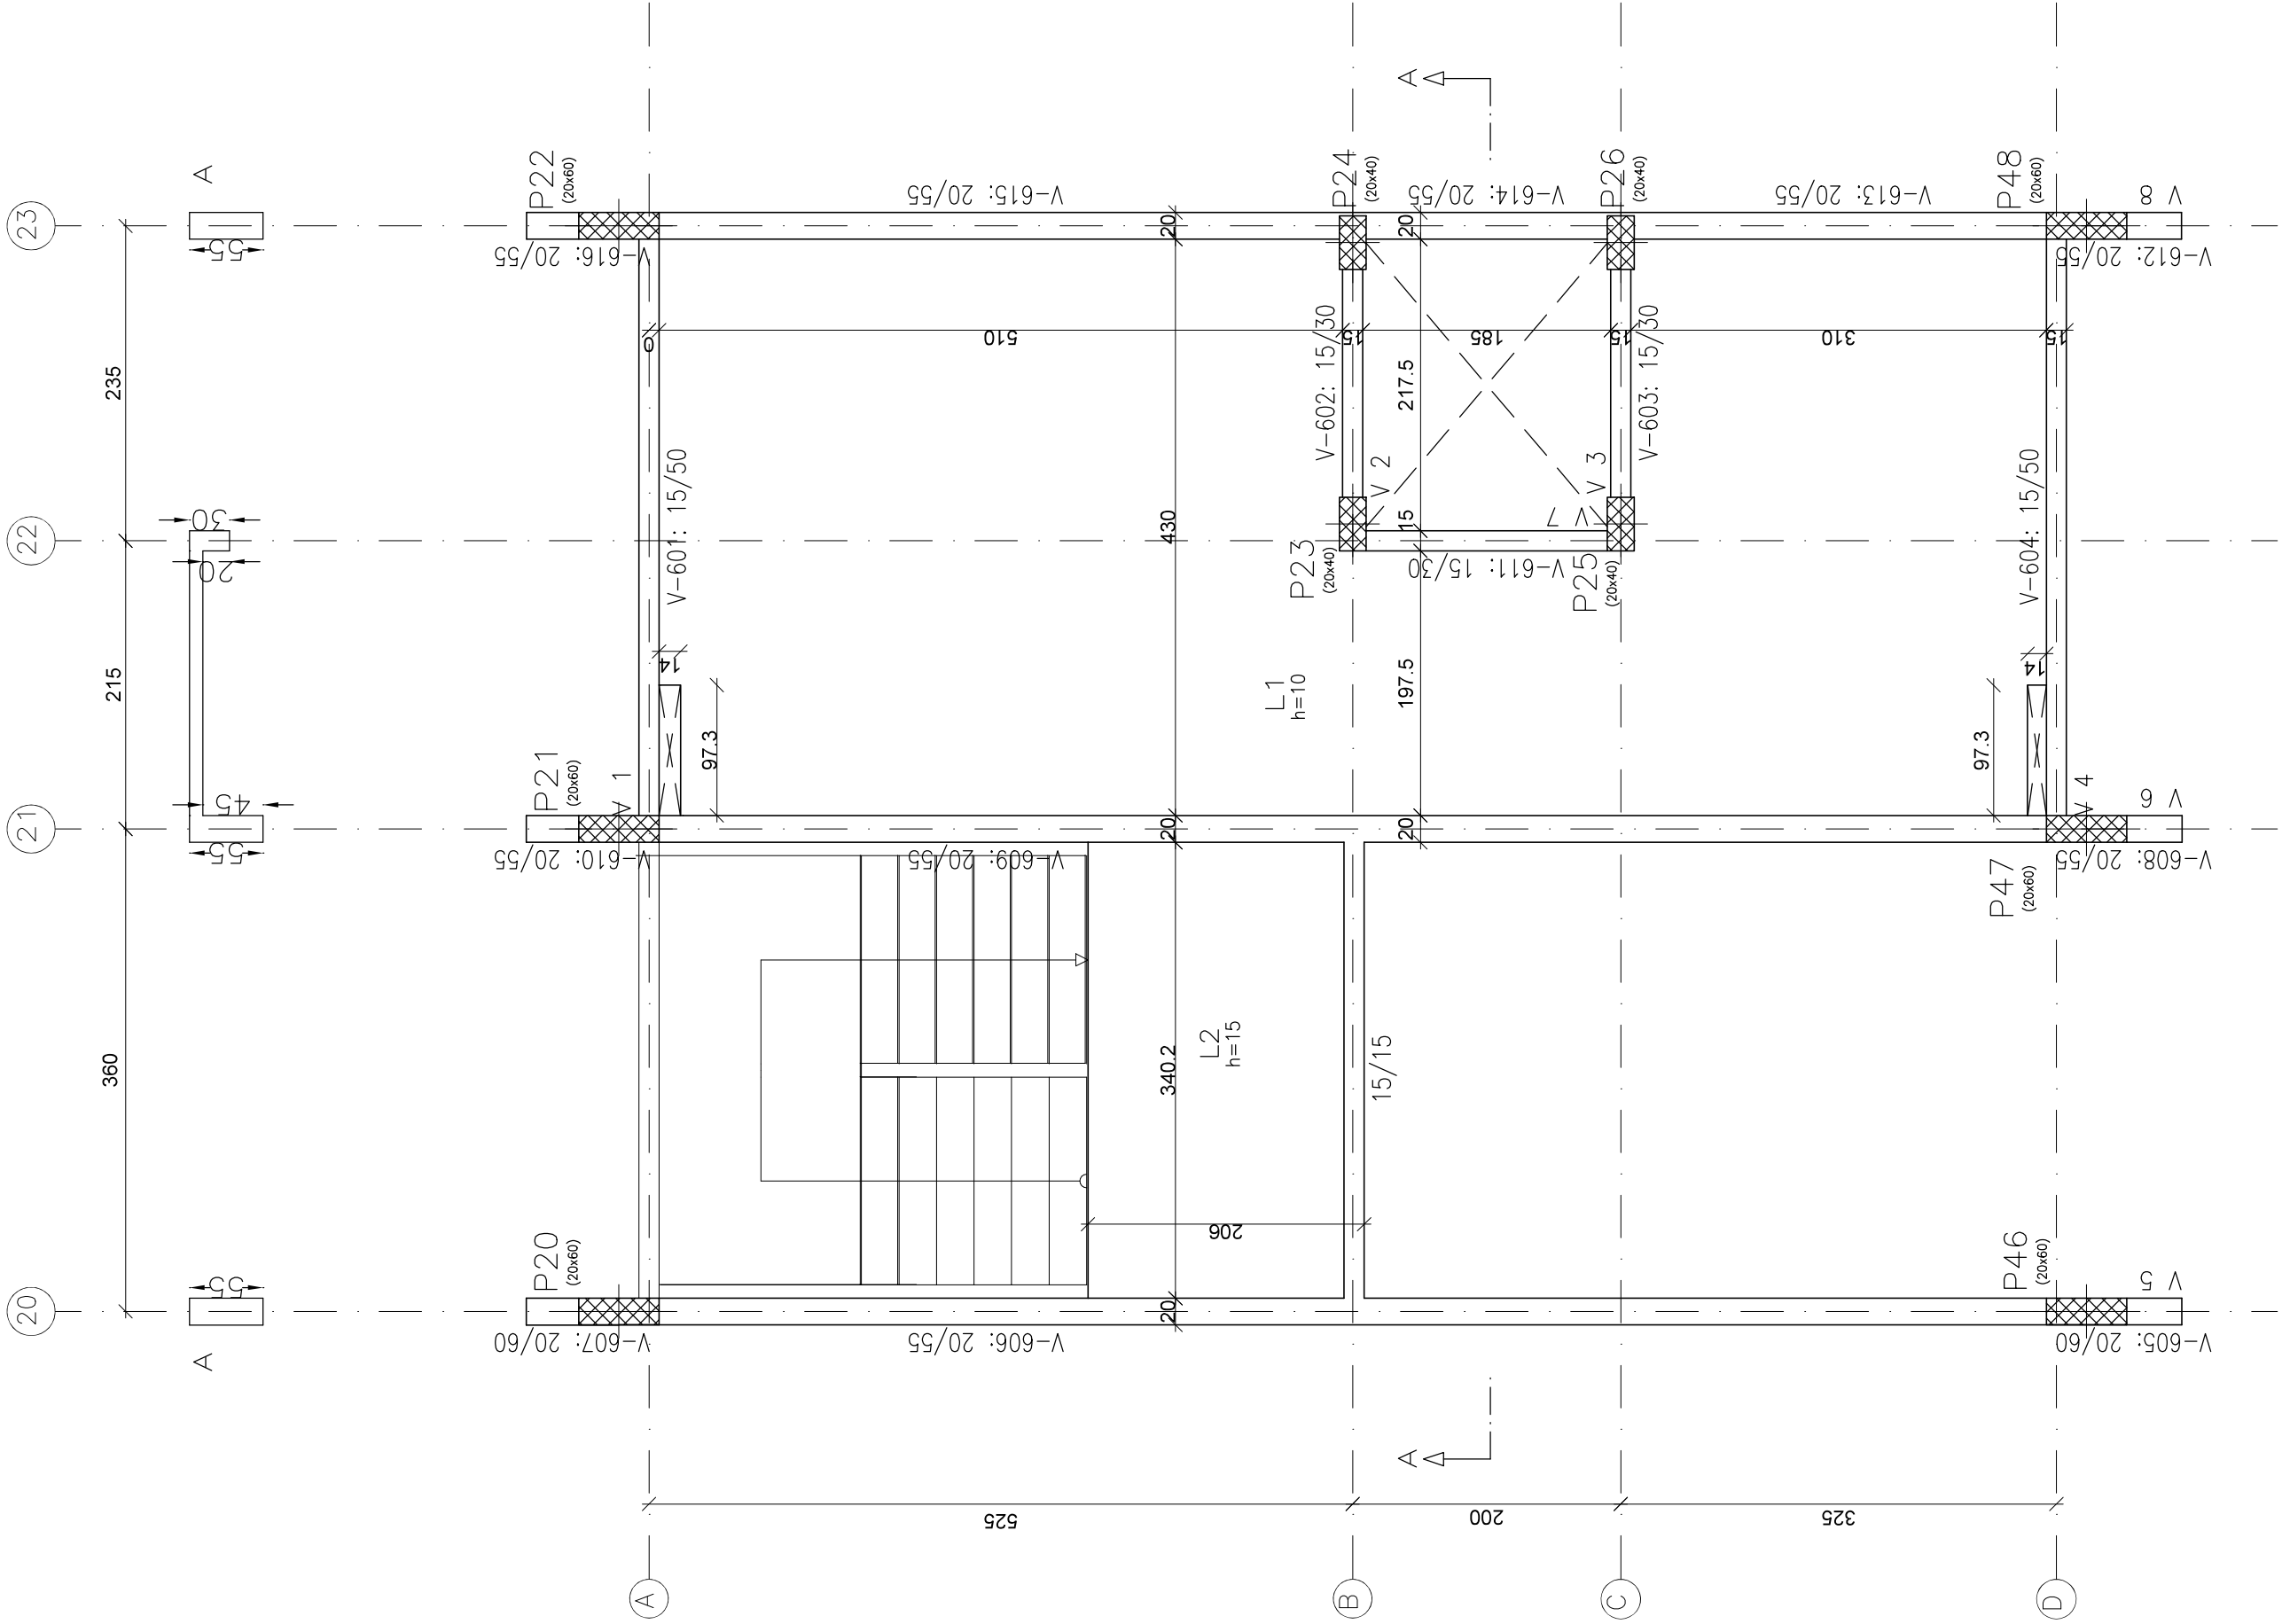 23
22
21
20
235
215
360
A
55
30
20
45
55
55
A
P22
(20x60)
V-616: 20/55
V-615: 20/55
20
P24
(20x40)
V-614: 20/55
20
A
P26
(20x40)
V-613: 20/55
P48
(20x60)
V 8
V-612: 20/55
0
510
15
185
15
310
15
V-602: 15/30
217.5
V-603: 15/30
V-601: 15/50
V 2
V 3
V 7
V-604: 15/50
430
15
P23
(20x40)
V-611: 15/30
P25
(20x40)
14
14
97.3
97.3
L1
h=10
197.5
P21
(20x60)
V 1
V 4
V 6
20
20
V-610: 20/55
V-609: 20/55
P47
(20x60)
V-608: 20/55
L2
h=15
340.2
15/15
206
P20
(20x60)
P46
(20x60)
V 5
20
V-607: 20/60
V-606: 20/55
V-605: 20/60
A
525
200
325
A
B
C
D